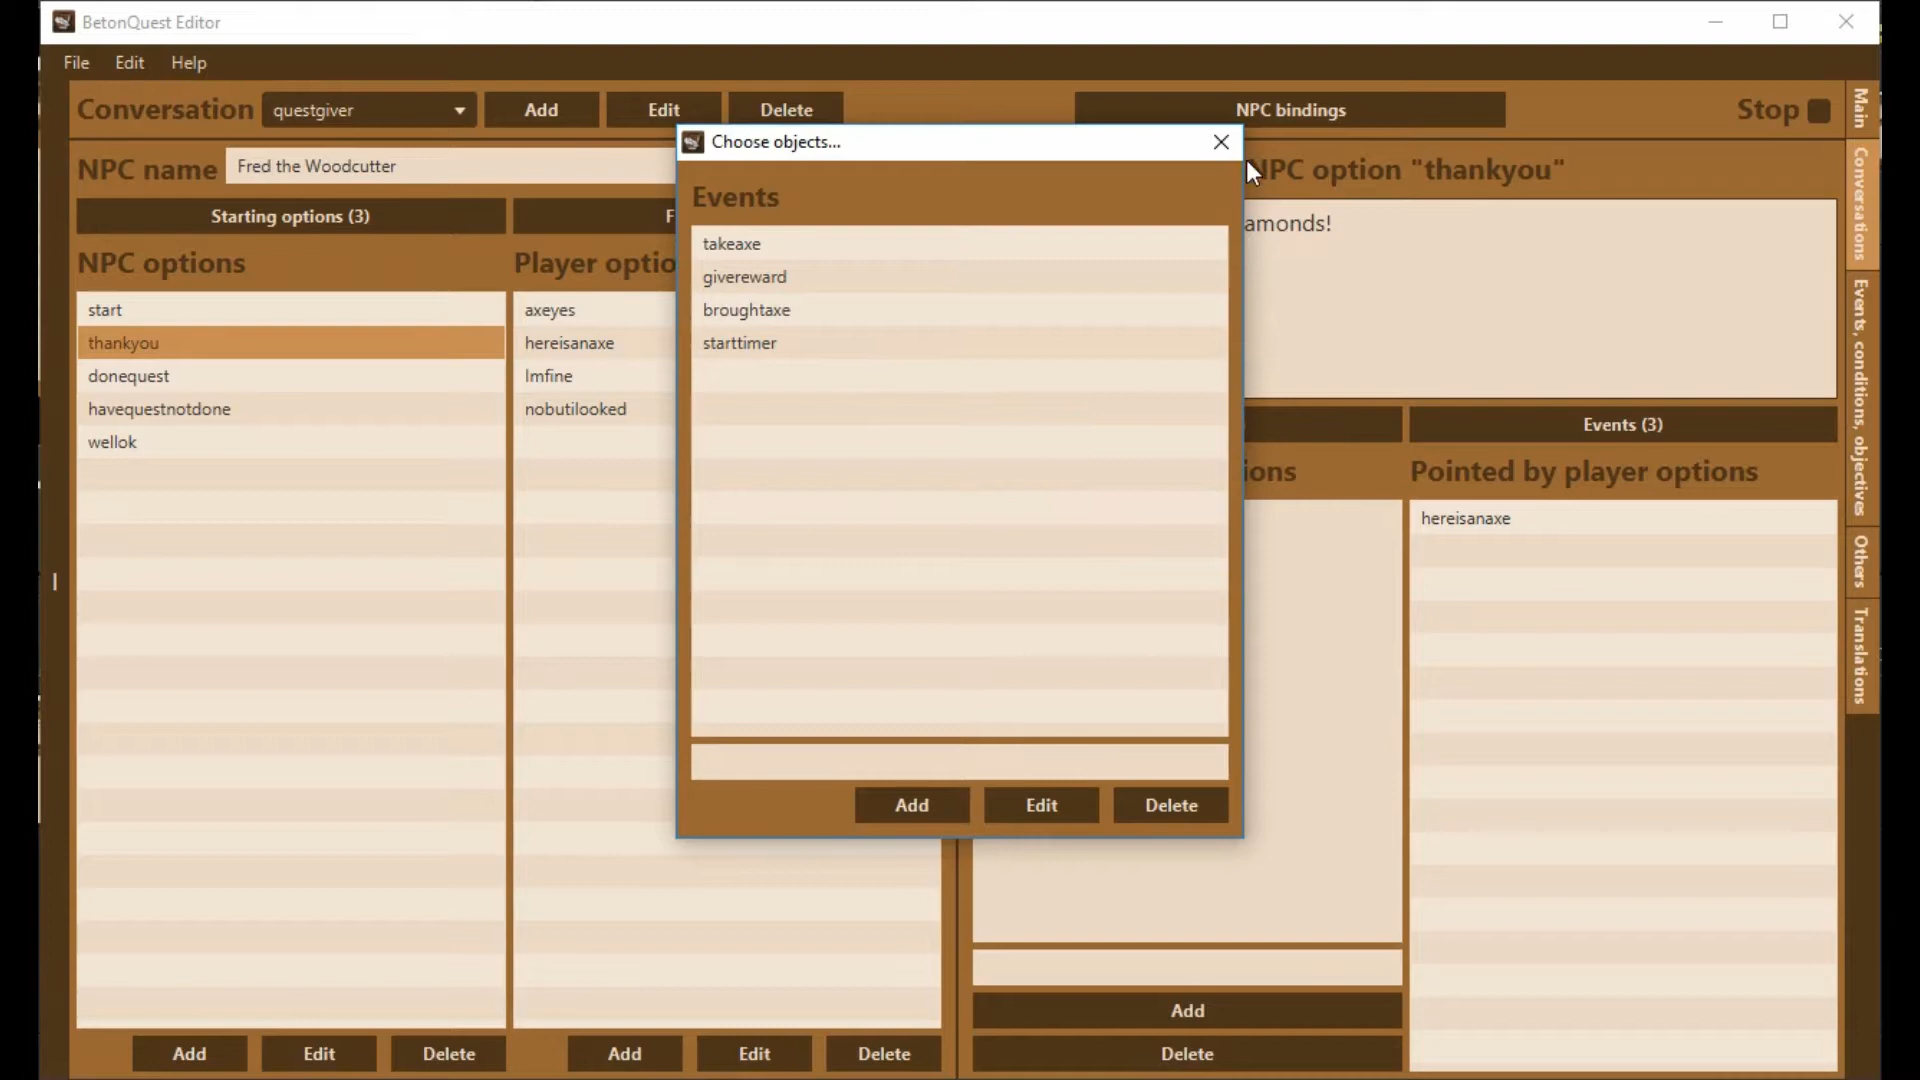 BetonQuest Editor
File Edit Help
Conversation questgiver Add Edit Delete NPC bindings Stop
NPC name Fred the Woodcutter
Starting options (3) F
NPC options
start
thankyou
donequest
havequestnotdone
wellok
Add Edit Delete
Player optio
axeyes
hereisanaxe
Imfine
nobutilooked
Add Edit Delete
Choose objects...
Events
takeaxe
givereward
broughtaxe
starttimer
Add Edit Delete
NPC option "thankyou"
amonds!
Events (3)
ions
Add
Delete
Pointed by player options
hereisanaxe
Main
Conversations
Events, conditions, objectives
Others
Translations